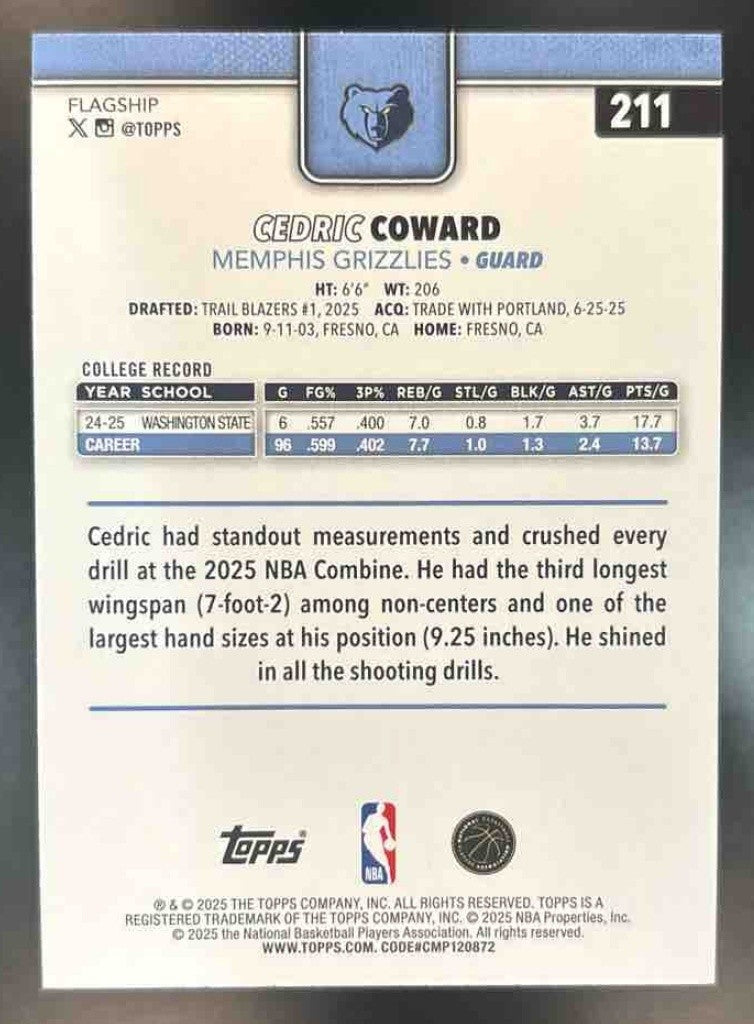 FLAGSHIP
@TOPPS
211
CEDRIC COWARD
MEMPHIS GRIZZLIES • GUARD
HT: 6'6" WT: 206
DRAFTED: TRAIL BLAZERS #1, 2025 ACQ: TRADE WITH PORTLAND, 6-25-25
BORN: 9-11-03, FRESNO, CA HOME: FRESNO, CA
COLLEGE RECORD
YEAR SCHOOL G FG% 3P% REB/G STL/G BLK/G AST/G PTS/G
24-25 WASHINGTON STATE 6 .557 .400 7.0 0.8 1.7 3.7 17.7
CAREER 96 .599 .402 7.7 1.0 1.3 2.4 13.7
Cedric had standout measurements and crushed every
drill at the 2025 NBA Combine. He had the third longest
wingspan (7-foot-2) among non-centers and one of the
largest hand sizes at his position (9.25 inches). He shined
in all the shooting drills.
topps®
NBA
® & © 2025 THE TOPPS COMPANY, INC. ALL RIGHTS RESERVED. TOPPS IS A
REGISTERED TRADEMARK OF THE TOPPS COMPANY, INC. © 2025 NBA Properties, Inc.
© 2025 the National Basketball Players Association. All rights reserved.
WWW.TOPPS.COM. CODE#CMP120872